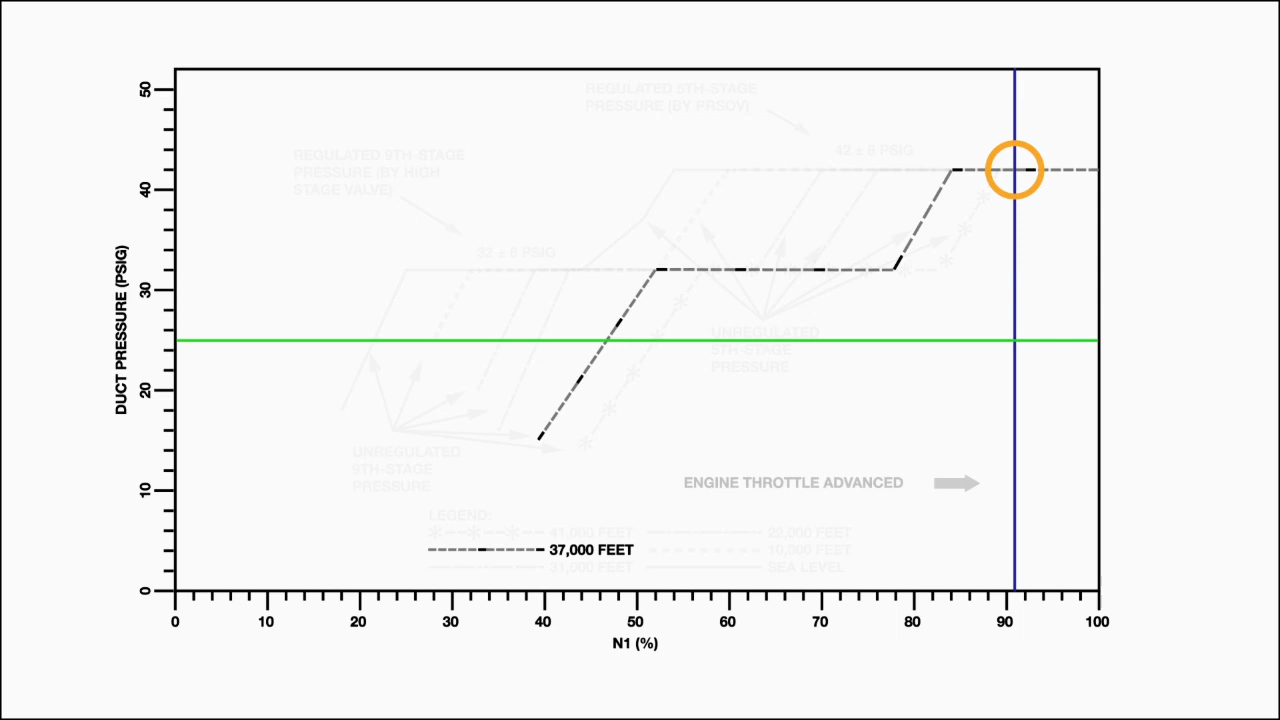 REGULATED 5TH-STAGE
PRESSURE (BY PRSOV)
42 ± 6 PSIG
REGULATED 9TH-STAGE
PRESSURE (BY HIGH
STAGE VALVE)
32 ± 6 PSIG
UNREGULATED
5TH-STAGE
PRESSURE
UNREGULATED
9TH-STAGE
PRESSURE
ENGINE THROTTLE ADVANCED
LEGEND:
41,000 FEET
22,000 FEET
37,000 FEET
10,000 FEET
31,000 FEET
SEA LEVEL
DUCT PRESSURE (PSIG)
50
40
30
20
10
0
0 10 20 30 40 50 60 70 80 90 100
N1 (%)